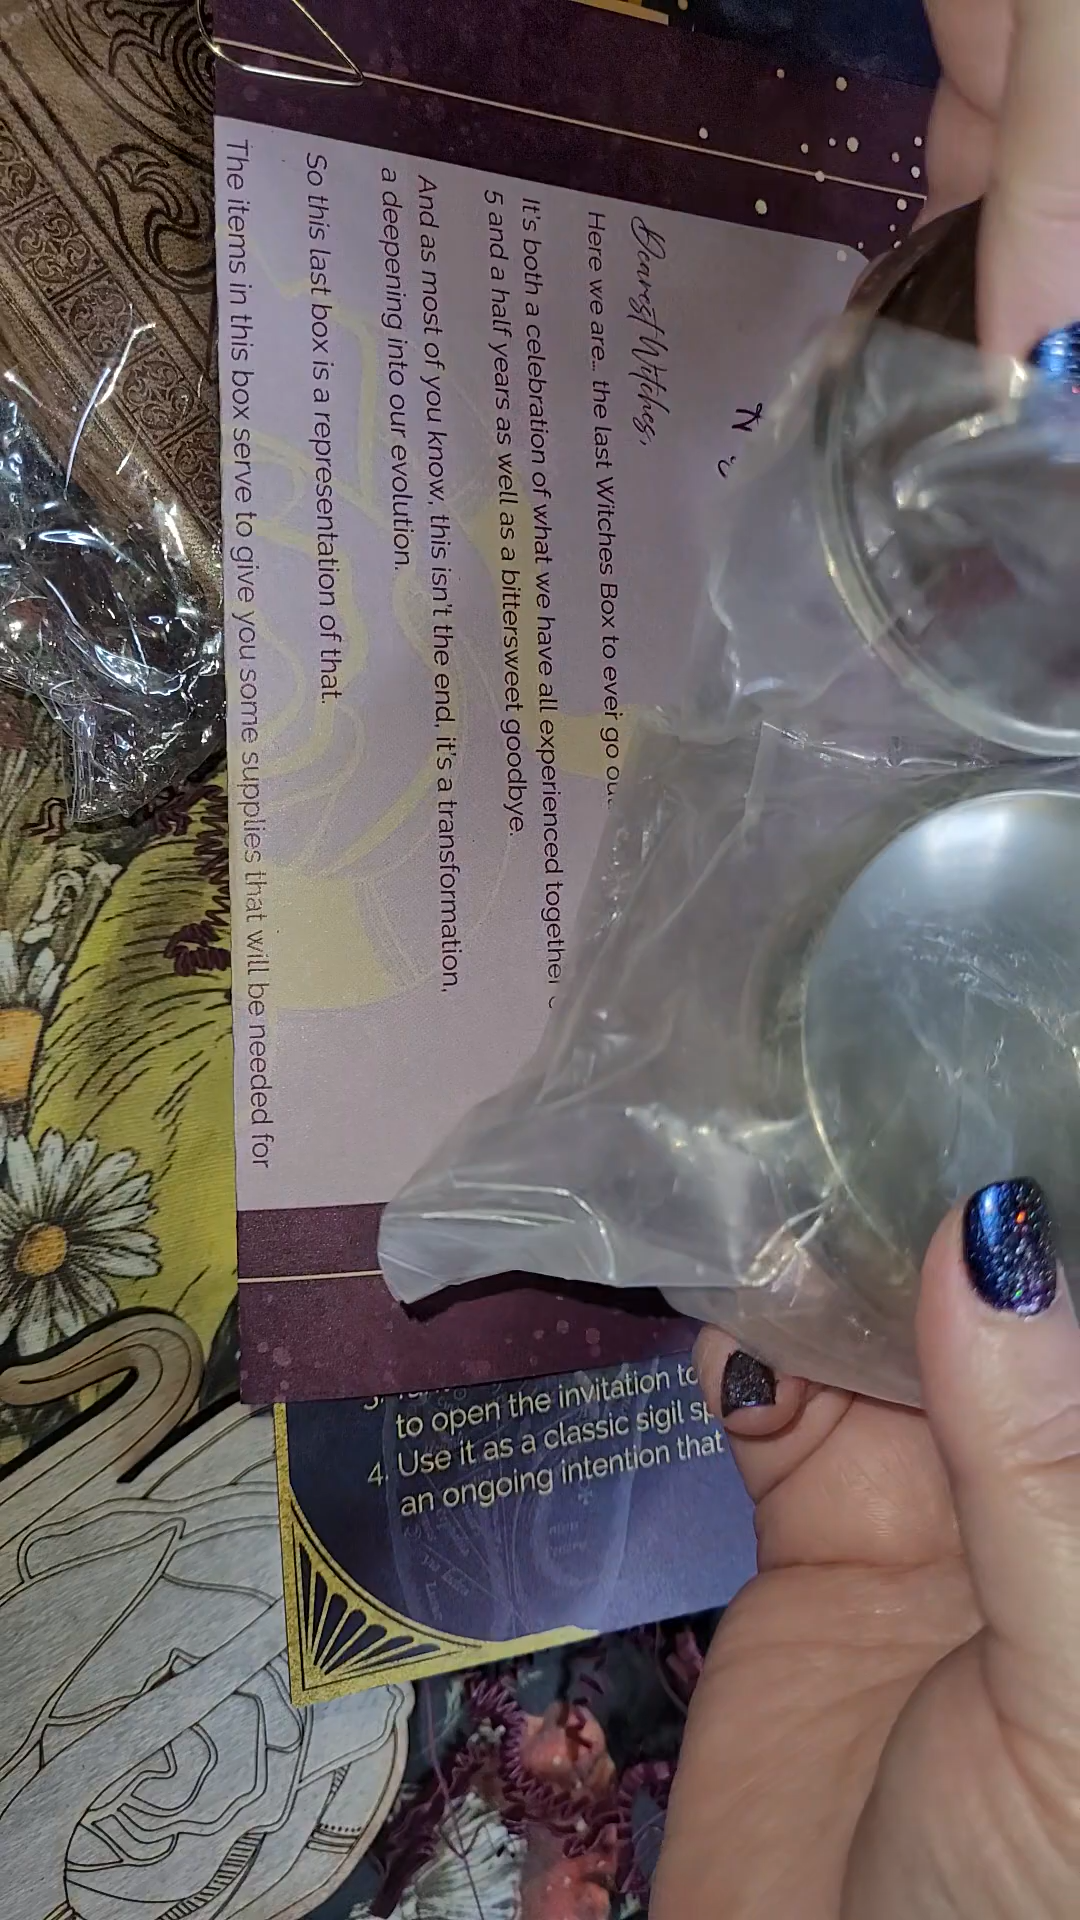 Dearest Witches,
Here we are... the last Witches Box to ever go
It's both a celebration of what we have all experienced together
5 and a half years as well as a bittersweet goodbye.
And as most of you know, this isn't the end, it's a transformation,
a deepening into our evolution.
So this last box is a representation of that.
The items in this box serve to give you some supplies that will be needed for
to open the invitation to
4. Use it as a classic sigil
an ongoing intention that